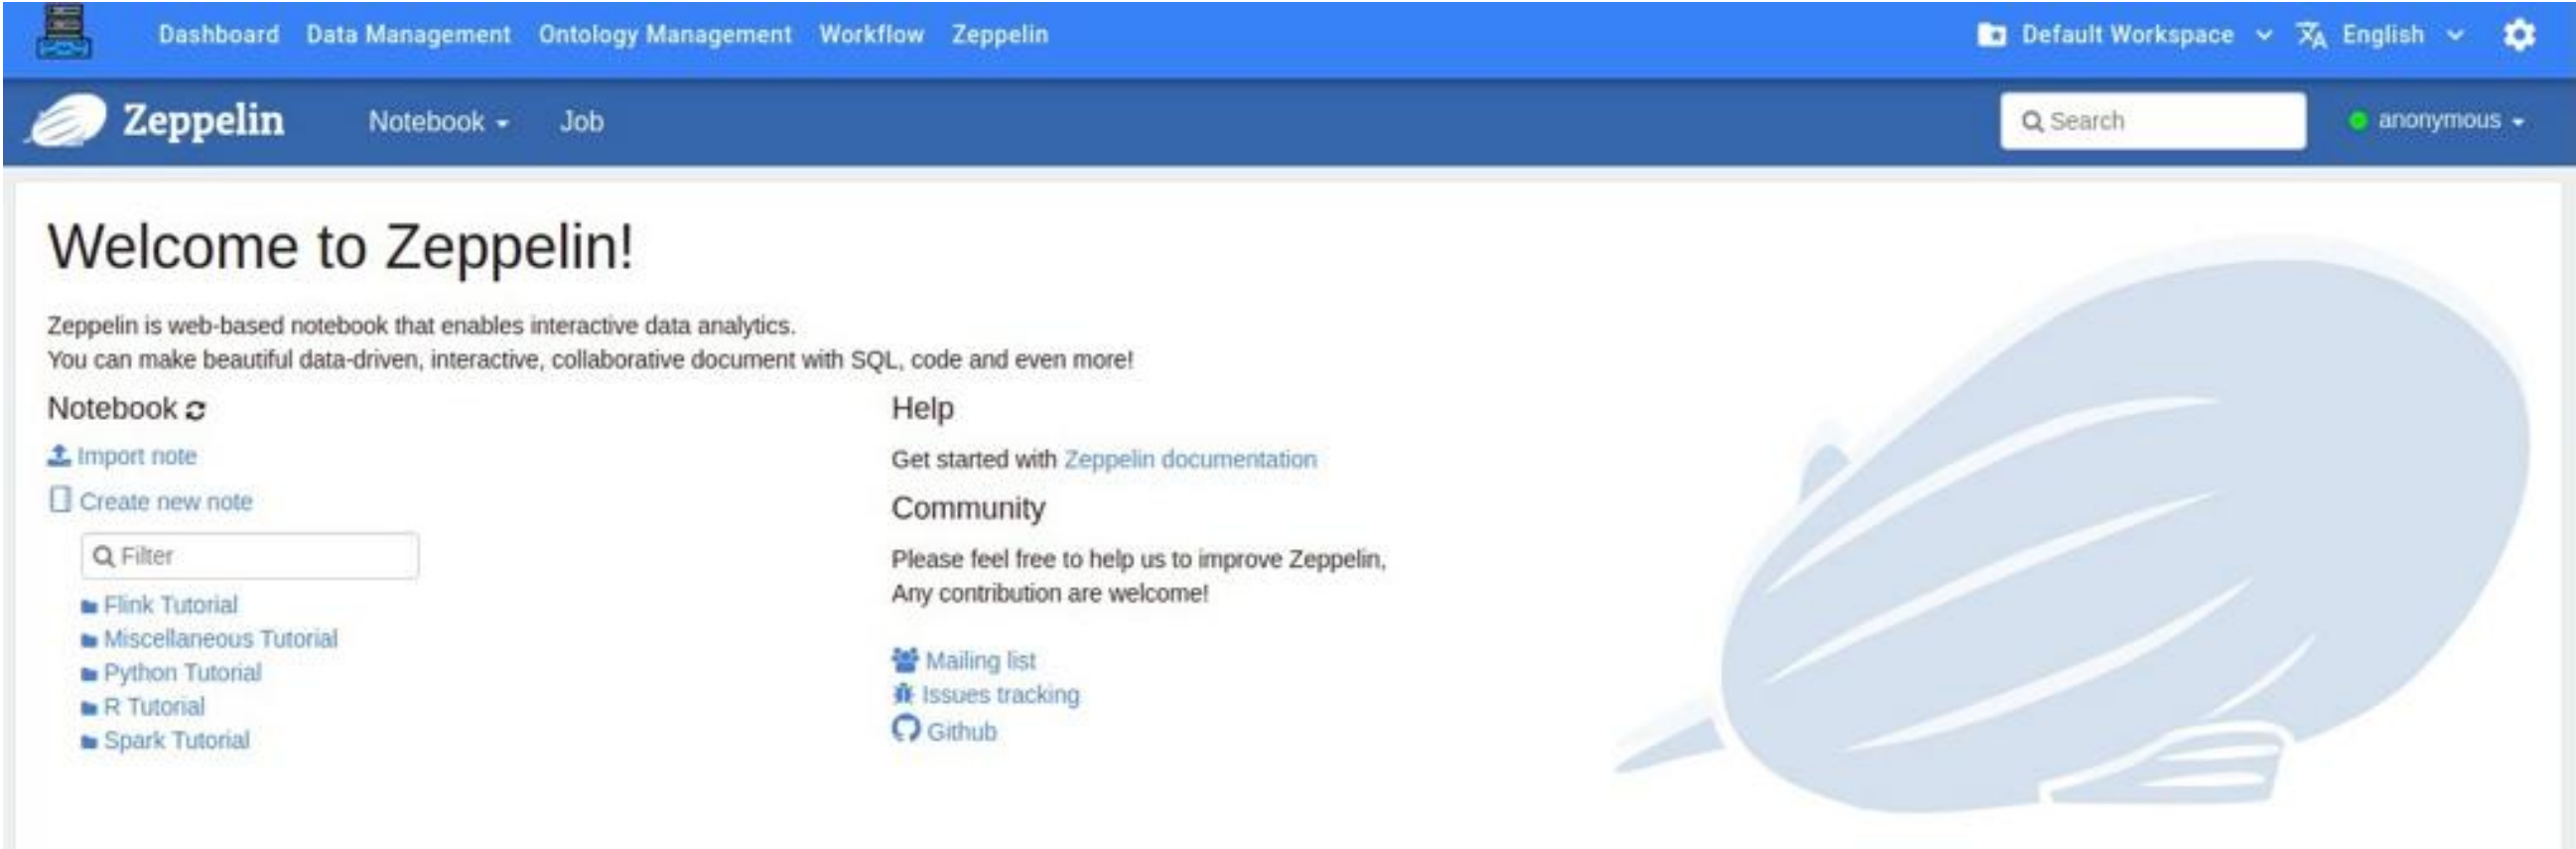 Dashboard Data Management Ontology Management Workflow Zeppelin Default Workspace English
Zeppelin Notebook Job Search anonymous
Welcome to Zeppelin!
Zeppelin is web-based notebook that enables interactive data analytics.
You can make beautiful data-driven, interactive, collaborative document with SQL, code and even more!
Notebook
Import note
Create new note
Filter
Flink Tutorial
Miscellaneous Tutorial
Python Tutorial
R Tutorial
Spark Tutorial
Help
Get started with Zeppelin documentation
Community
Please feel free to help us to improve Zeppelin,
Any contribution are welcome!
Mailing list
Issues tracking
Github